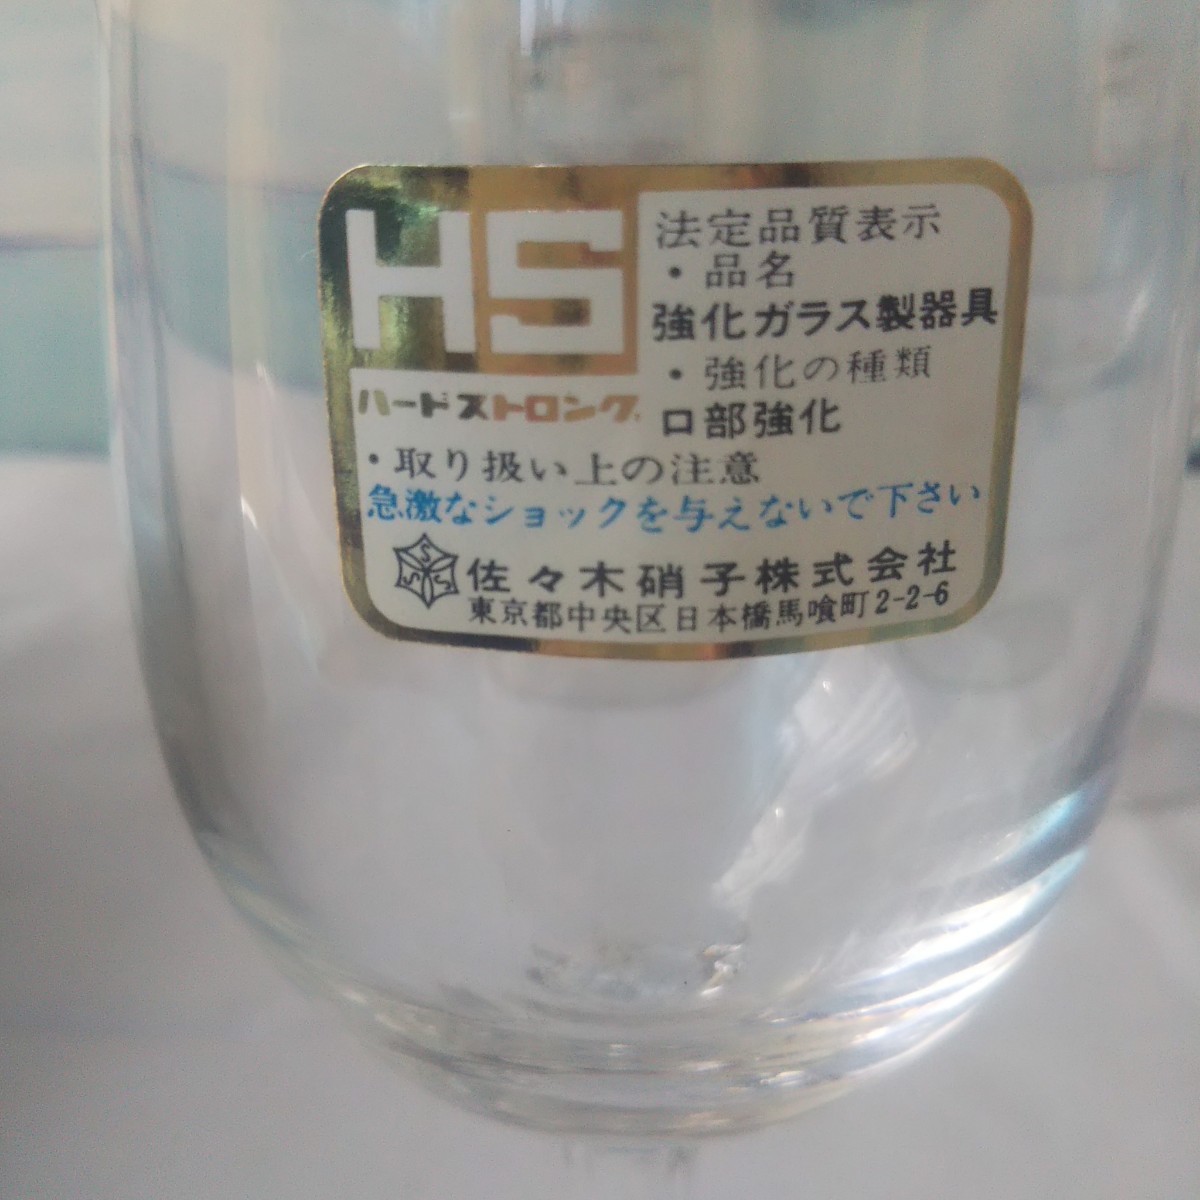 HS
ハードストロング
法定品質表示
・品名
強化ガラス製器具
・強化の種類
口部強化
・取り扱い上の注意
急激なショックを与えないで下さい
SSS 佐々木硝子株式会社
東京都中央区日本橋馬喰町2-2-6